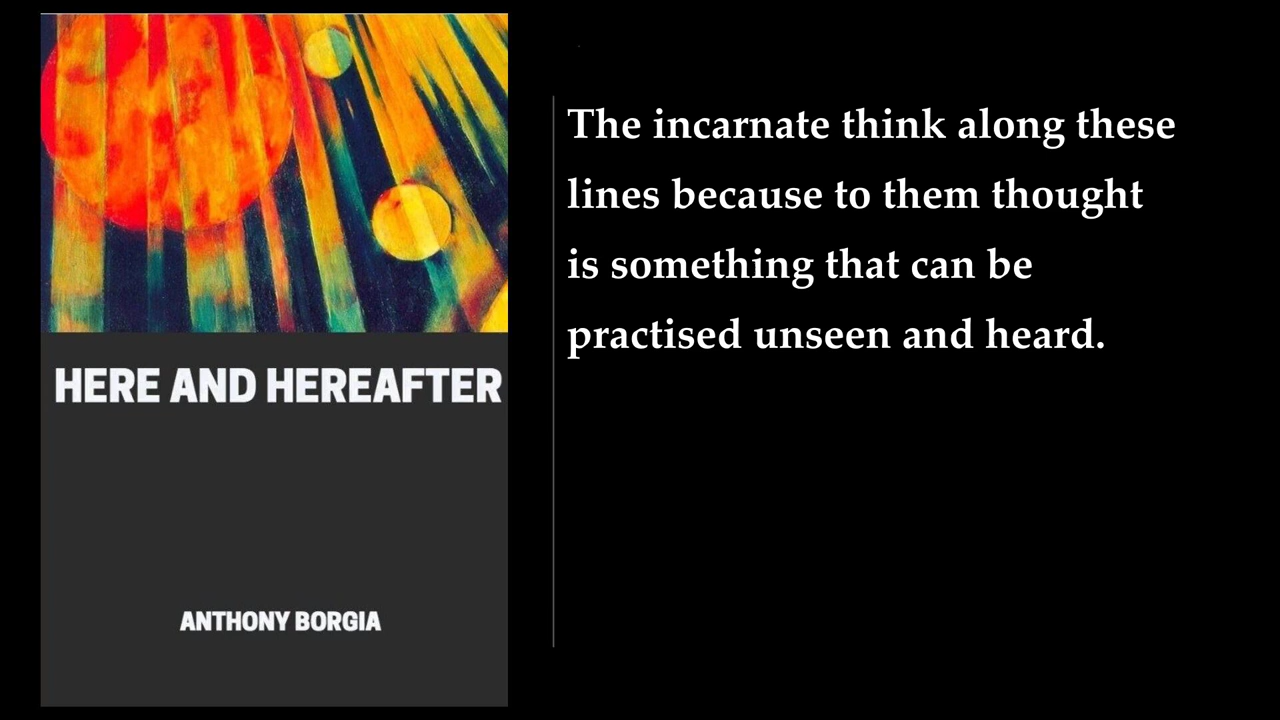 HERE AND HEREAFTER
ANTHONY BORGIA
The incarnate think along these
lines because to them thought
is something that can be
practised unseen and heard.